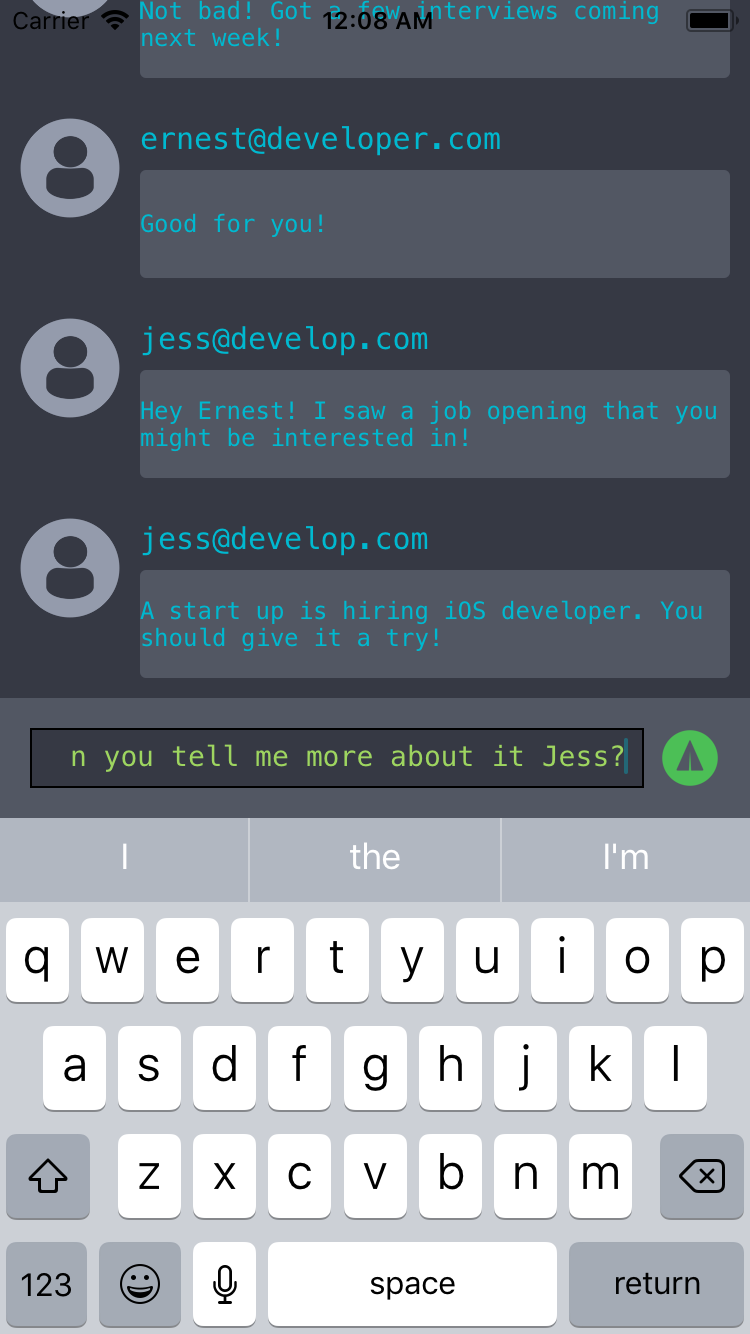 Not bad! Got a few interviews coming
Carrier 12:08 AM
next week!
ernest@developer.com
Good for you!
jess@develop.com
Hey Ernest! I saw a job opening that you
might be interested in!
jess@develop.com
A start up is hiring iOS developer. You
should give it a try!
n you tell me more about it Jess?
I the I'm
q w e r t y u i o p
a s d f g h j k l
z x c v b n m
123 space return